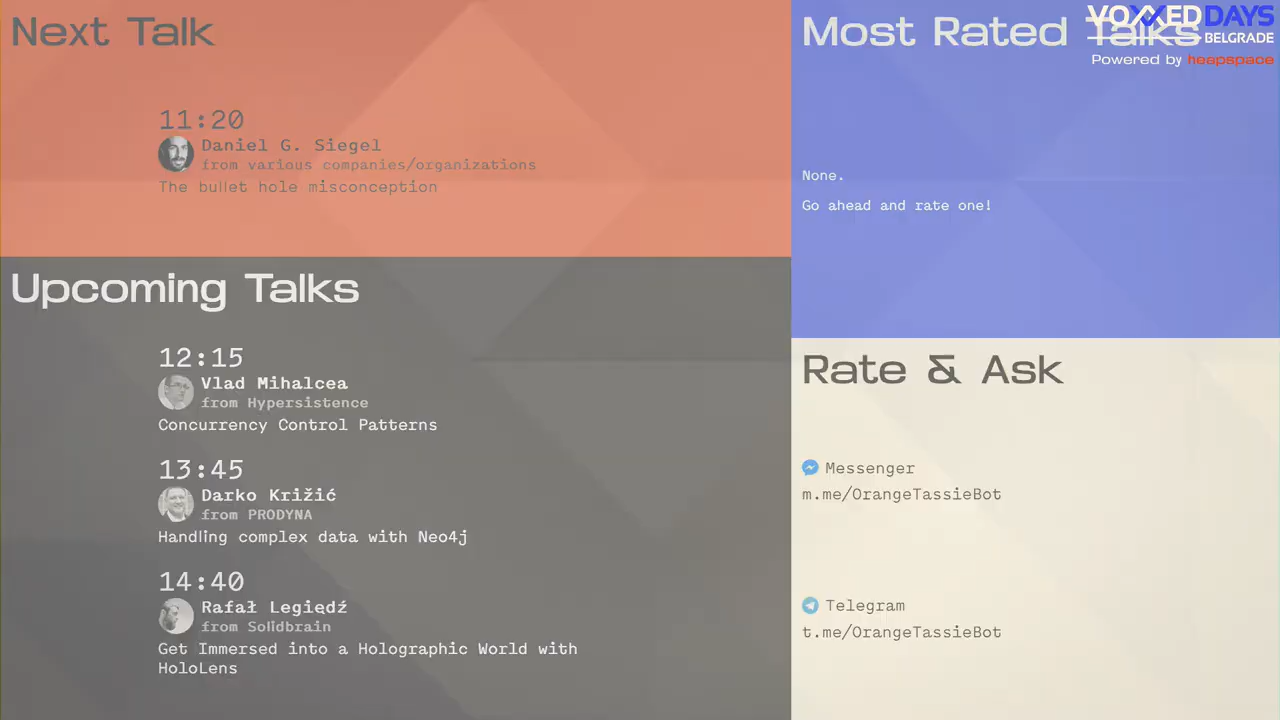 Next Talk
11:20
Daniel G. Siegel
from various companies/organizations
The bullet hole misconception
Upcoming Talks
12:15
Vlad Mihalcea
from Hypersistence
Concurrency Control Patterns
13:45
Darko Križić
from PRODYNA
Handling complex data with Neo4j
14:40
Rafał Legiędź
from Solidbrain
Get Immersed into a Holographic World with
HoloLens
Most Rated Talks
VOXXED DAYS
BELGRADE
Powered by heapspace
None.
Go ahead and rate one!
Rate & Ask
Messenger
m.me/OrangeTassieBot
Telegram
t.me/OrangeTassieBot